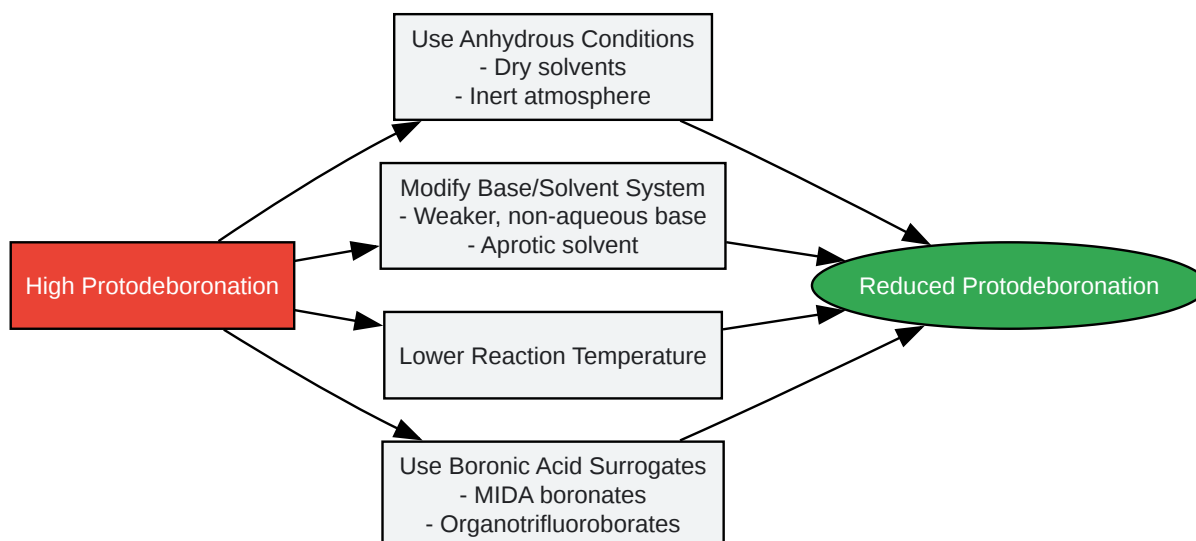 Use Anhydrous Conditions
- Dry solvents
- Inert atmosphere
Modify Base/Solvent System
- Weaker, non-aqueous base
- Aprotic solvent
High Protodeboronation
Reduced Protodeboronation
Lower Reaction Temperature
Use Boronic Acid Surrogates
- MIDA boronates
- Organotrifluoroborates